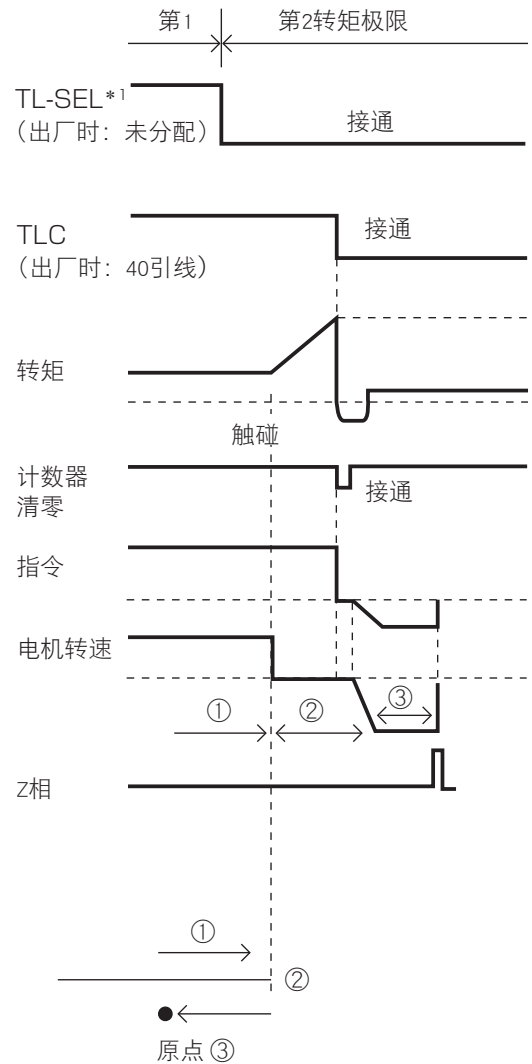 第1
第2转矩极限
TL-SEL*1
（出厂时：未分配）
接通
TLC
（出厂时：40引线）
接通
转矩
触碰
计数器
清零
接通
指令
电机转速
①
②
③
Z相
①
②
原点③